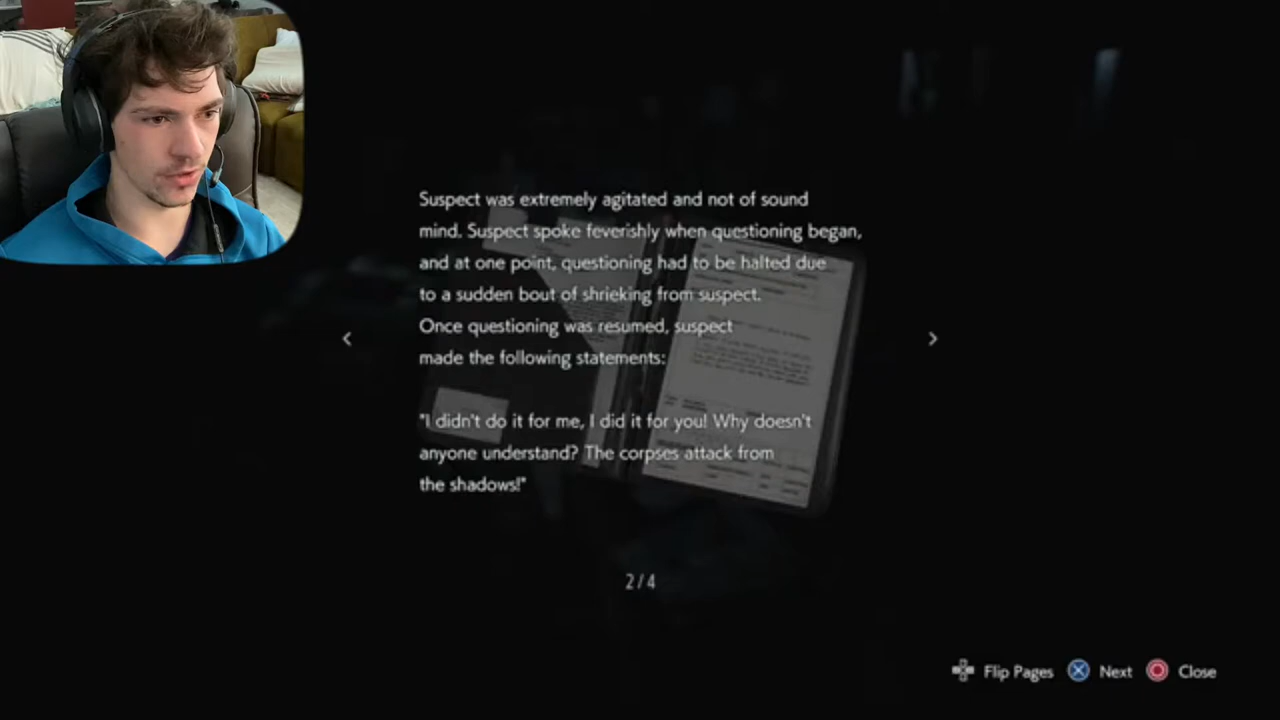 Suspect was extremely agitated and not of sound
mind. Suspect spoke feverishly when questioning began,
and at one point, questioning had to be halted due
to a sudden bout of shrieking from suspect.
Once questioning was resumed, suspect
made the following statements:
"I didn't do it for me, I did it for you! Why doesn't
anyone understand? The corpses attack from
the shadows!"
2/4
Flip Pages Next Close